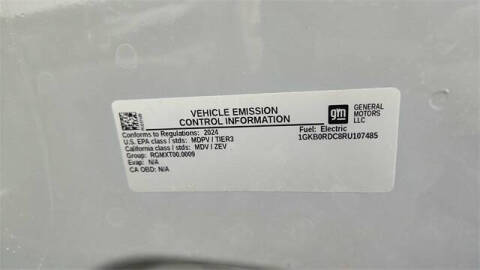 VEHICLE EMISSION
CONTROL INFORMATION
gm
GENERAL
MOTORS
LLC
Conforms to Regulations: 2024
U.S. EPA class / stds: MDPV / TIER3
California class / stds: MDV / ZEV
Group: RGMXT00.0009
Evap: N/A
CA OBD: N/A
Fuel: Electric
1GKB0RDC8RU107485